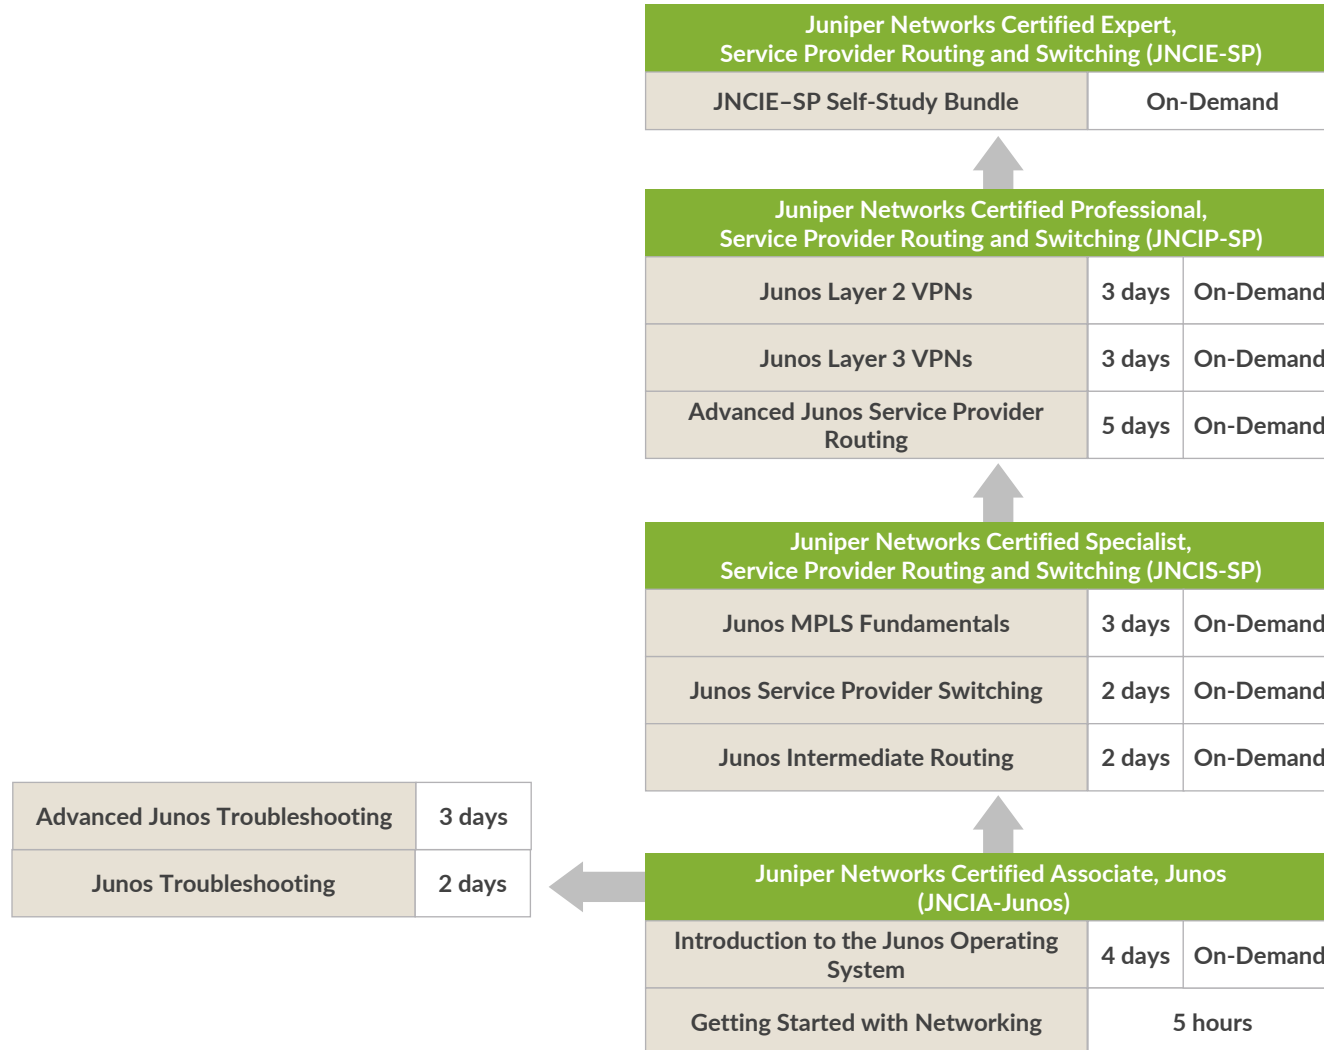 Juniper Networks Certified Expert,
Service Provider Routing and Switching (JNCIE-SP)
JNCIE–SP Self-Study Bundle On-Demand
Juniper Networks Certified Professional,
Service Provider Routing and Switching (JNCIP-SP)
Junos Layer 2 VPNs 3 days On-Demand
Junos Layer 3 VPNs 3 days On-Demand
Advanced Junos Service Provider
Routing 5 days On-Demand
Juniper Networks Certified Specialist,
Service Provider Routing and Switching (JNCIS-SP)
Junos MPLS Fundamentals 3 days On-Demand
Junos Service Provider Switching 2 days On-Demand
Junos Intermediate Routing 2 days On-Demand
Advanced Junos Troubleshooting 3 days
Junos Troubleshooting 2 days
Juniper Networks Certified Associate, Junos
(JNCIA-Junos)
Introduction to the Junos Operating
System 4 days On-Demand
Getting Started with Networking 5 hours